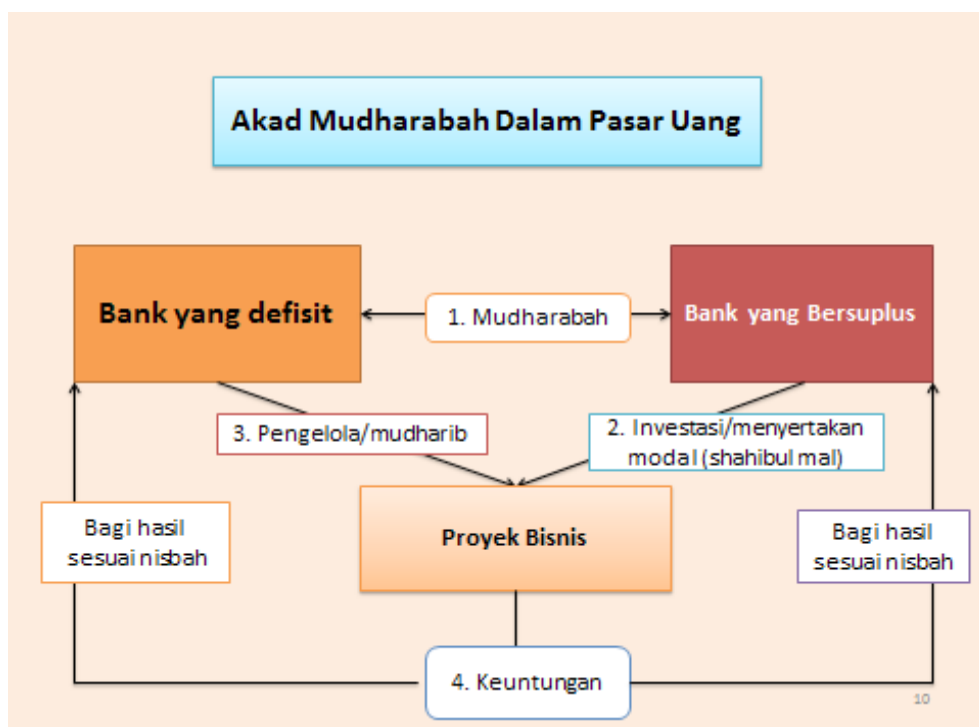 Akad Mudharabah Dalam Pasar Uang
Bank yang defisit
1. Mudharabah
Bank yang Bersuplus
3. Pengelola/mudharib
2. Investasi/menyertakan
modal (shahibul mal)
Bagi hasil
sesuai nisbah
Proyek Bisnis
Bagi hasil
sesuai nisbah
4. Keuntungan
10